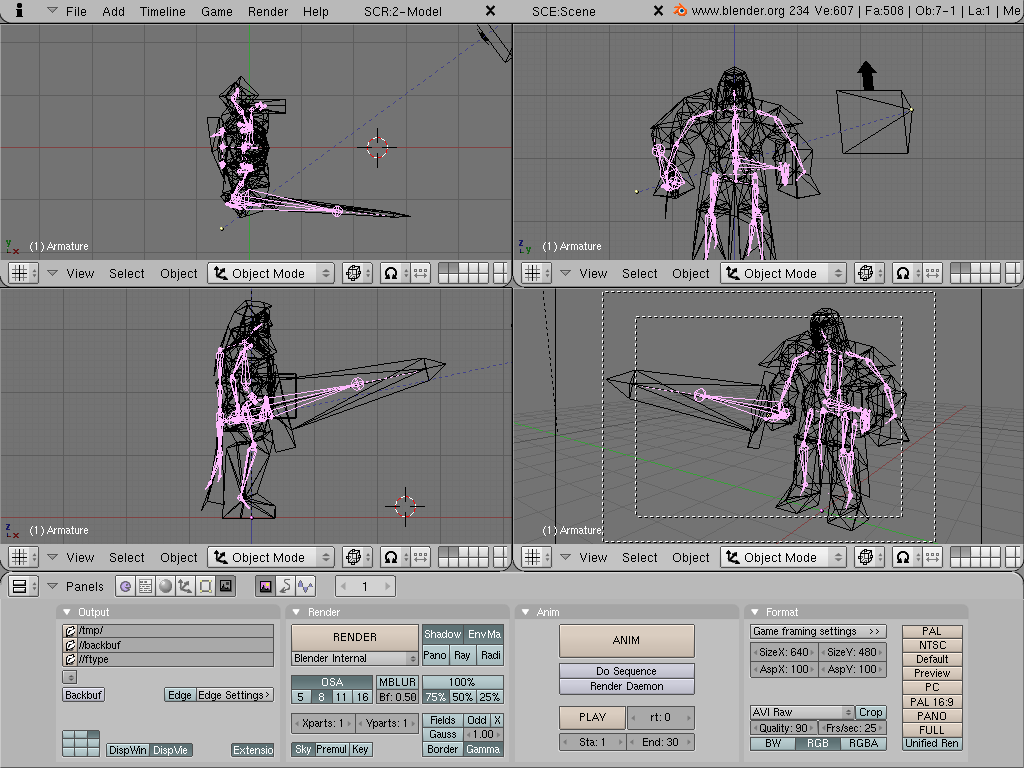 File Add Timeline Game Render Help SCR:2-Model SCE:Scene www.blender.org 234 Ve:607 | Fa:508 | Ob:7-1 | La:1 | Me
y x (1) Armature
z y (1) Armature
View Select Object Object Mode
View Select Object Object Mode
z x (1) Armature
(1) Armature
View Select Object Object Mode
View Select Object Object Mode
Panels 1
Output
/tmp/
//backbuf
//ftype
Backbuf Edge Edge Settings>
DispWin DispVie Extensio
Render
RENDER
Blender Internal
Shadow EnvMa
Pano Ray Radi
OSA MBLUR 100%
5 8 11 16 Bf: 0.50 75% 50% 25%
Xparts: 1 Yparts: 1
Fields Odd X
Gauss 1.00
Sky Premul Key Border Gamma
Anim
ANIM
Do Sequence
Render Daemon
PLAY rt: 0
Sta: 1 End: 30
Format
Game framing settings >>
SizeX: 640 SizeY: 480
AspX: 100 AspY: 100
AVI Raw Crop
Quality: 90 Frs/sec: 25
BW RGB RGBA
PAL
NTSC
Default
Preview
PC
PAL 16:9
PANO
FULL
Unified Ren